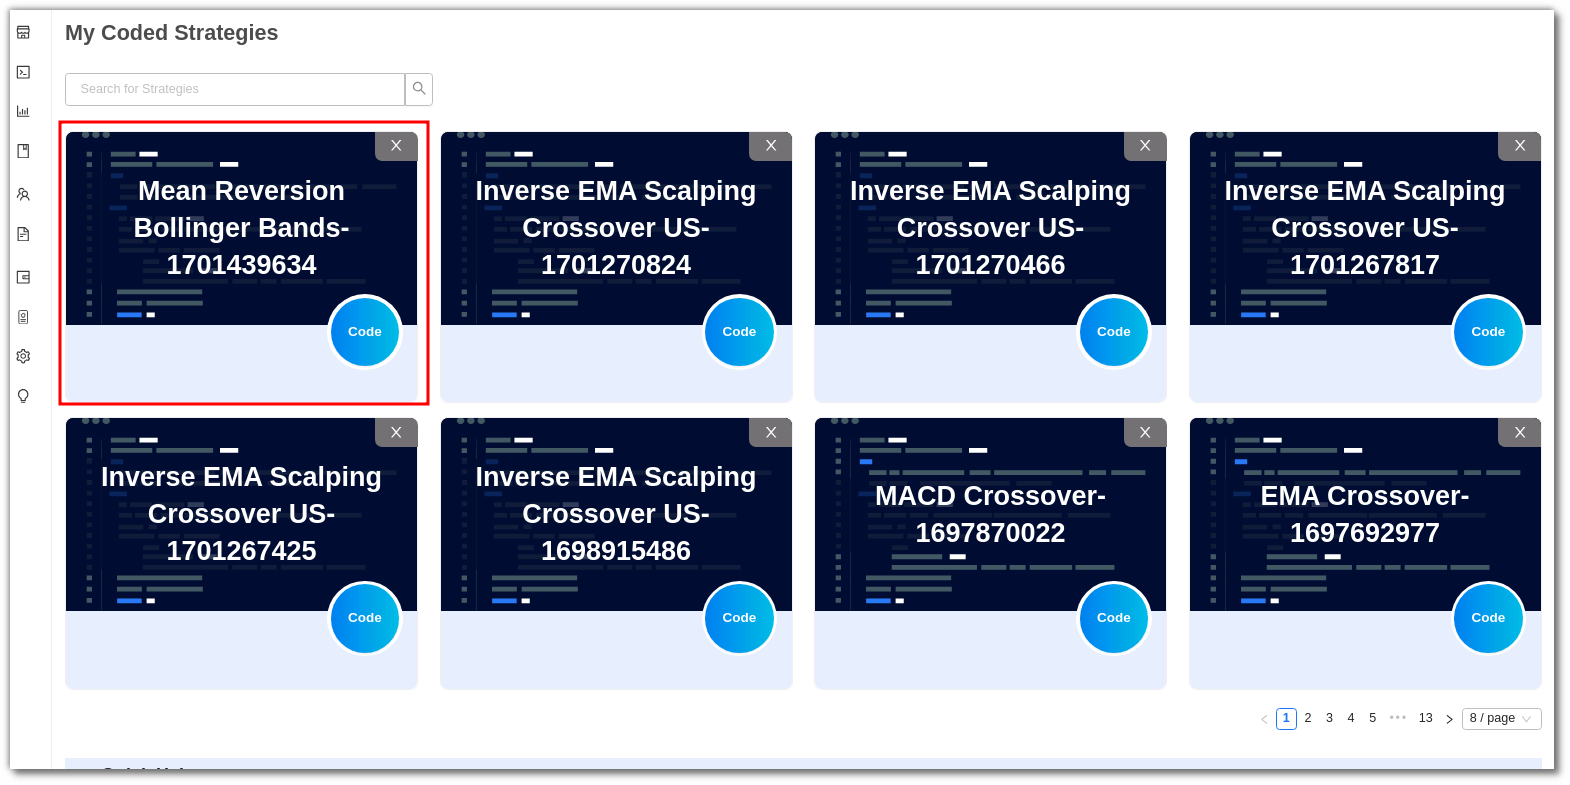 My Coded Strategies
Search for Strategies
X
Mean Reversion
Bollinger Bands-
1701439634
Code
X
Inverse EMA Scalping
Crossover US-
1701270824
Code
X
Inverse EMA Scalping
Crossover US-
1701270466
Code
X
Inverse EMA Scalping
Crossover US-
1701267817
Code
X
Inverse EMA Scalping
Crossover US-
1701267425
Code
X
Inverse EMA Scalping
Crossover US-
1698915486
Code
X
MACD Crossover-
1697870022
Code
X
EMA Crossover-
1697692977
Code
< 1 2 3 4 5 ••• 13 > 8 / page